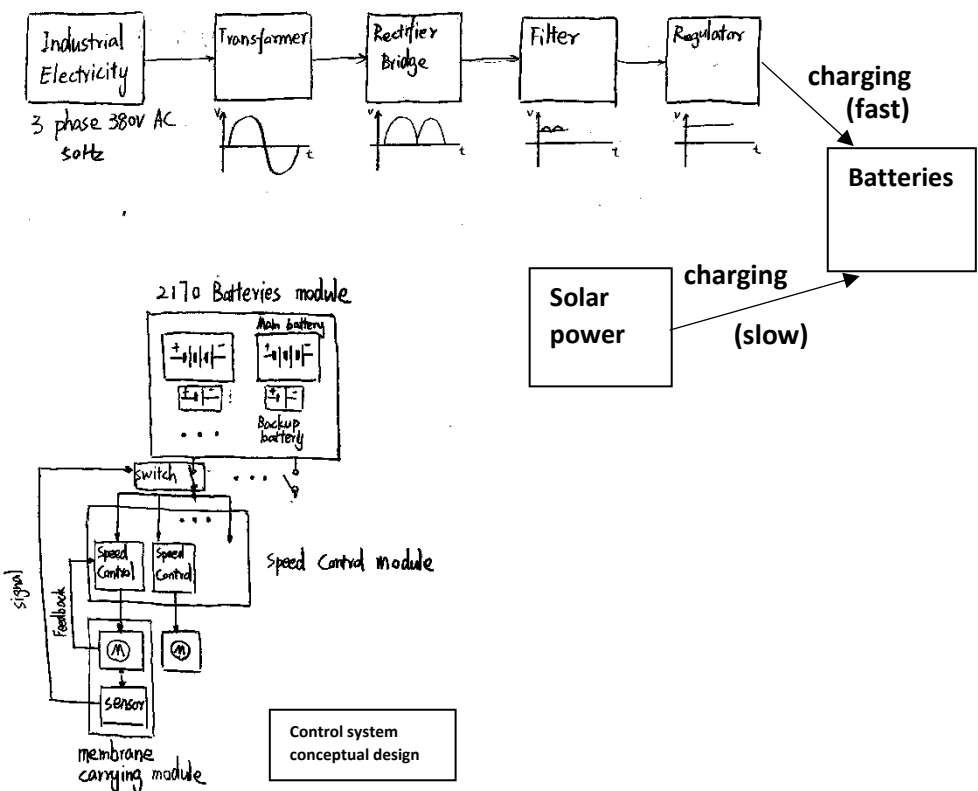 Industrial
Electricity
3 phase 380V AC
50Hz
Transformer
V
t
Rectifier
Bridge
V
t
Filter
V
t
Regulator
V
t
charging
(fast)
Batteries
Solar
power
charging
(slow)
2170 Batteries module
Main battery
+ -
+ -
+ -
+ -
Backup
battery
...
switch
...
...
Speed
Control
Speed
Control
Speed Control module
signal
Feedback
M
M
sensor
membrane
carrying module
Control system
conceptual design